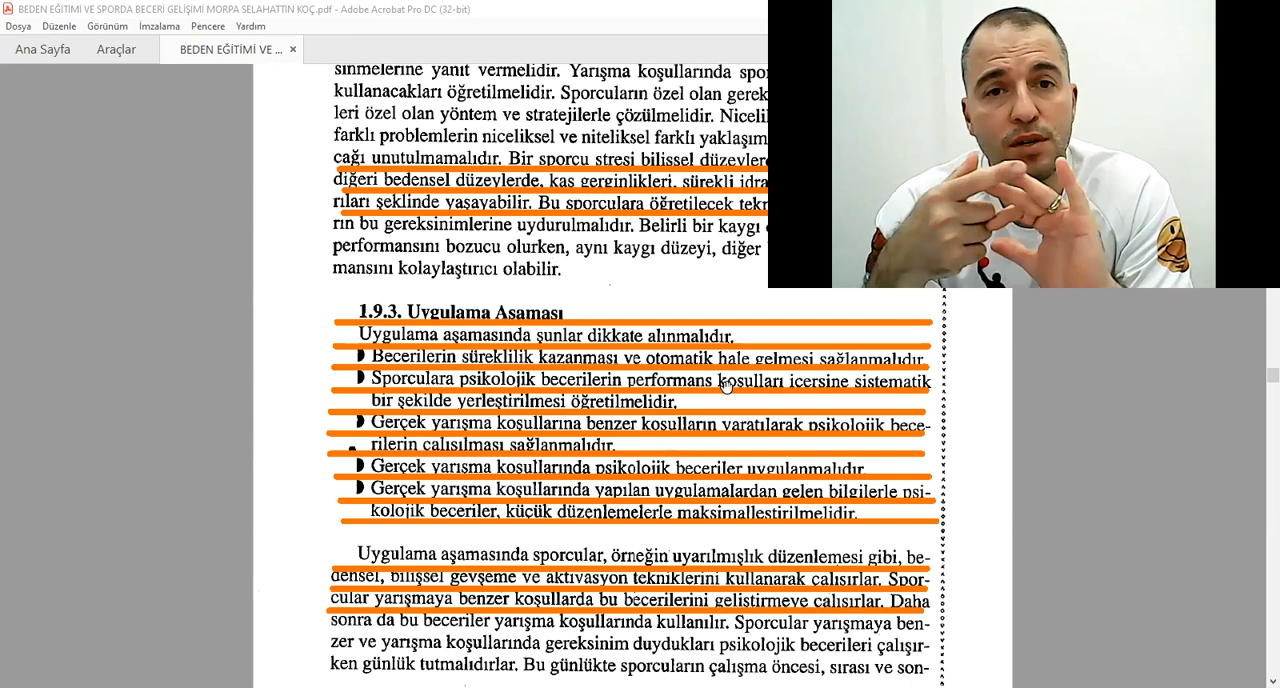 BEDEN EĞİTİMİ VE SPORDA BECERİ GELİŞİMİ MORPA SELAHATTİN KOÇ.pdf - Adobe Acrobat Pro DC (32-bit)
Dosya Düzenle Görünüm İmzalama Pencere Yardım
Ana Sayfa Araçlar BEDEN EĞİTİMİ VE ... ×
sinmelerine yanıt vermelidir. Yarışma koşullarında spo
kullanacakları öğretilmelidir. Sporcuların özel olan gerek
leri özel olan yöntem ve stratejilerle çözülmelidir. Niceli
farklı problemlerin niceliksel ve niteliksel farklı yaklaşım
cağı unutulmamalıdır. Bir sporcu stresi bilişsel düzeyler
diğeri bedensel düzeylerde, kas gerginlikleri, sürekli idra
rıları şeklinde yaşayabilir. Bu sporculara öğretilecek tekn
rın bu gereksinimlerine uydurulmalıdır. Belirli bir kaygı
performansını bozucu olurken, aynı kaygı düzeyi, diğer
mansını kolaylaştırıcı olabilir.
1.9.3. Uygulama Aşaması
Uygulama aşamasında şunlar dikkate alınmalıdır.
◗ Becerilerin süreklilik kazanması ve otomatik hale gelmesi sağlanmalıdır.
◗ Sporculara psikolojik becerilerin performans koşulları içersine sistematik
bir şekilde yerleştirilmesi öğretilmelidir.
◗ Gerçek yarışma koşullarına benzer koşulların yaratılarak psikolojik bece-
rilerin çalışılması sağlanmalıdır.
◗ Gerçek yarışma koşullarında psikolojik beceriler uygulanmalıdır.
◗ Gerçek yarışma koşullarında yapılan uygulamalardan gelen bilgilerle psi-
kolojik beceriler, küçük düzenlemelerle maksimalleştirilmelidir.
Uygulama aşamasında sporcular, örneğin uyarılmışlık düzenlemesi gibi, be-
densel, bilişsel gevşeme ve aktivasyon tekniklerini kullanarak çalışırlar. Spor-
cular yarışmaya benzer koşullarda bu becerilerini geliştirmeye çalışırlar. Daha
sonra da bu beceriler yarışma koşullarında kullanılır. Sporcular yarışmaya ben-
zer ve yarışma koşullarında gereksinim duydukları psikolojik becerileri çalışır-
ken günlük tutmalıdırlar. Bu günlükte sporcuların çalışma öncesi, sırası ve son-